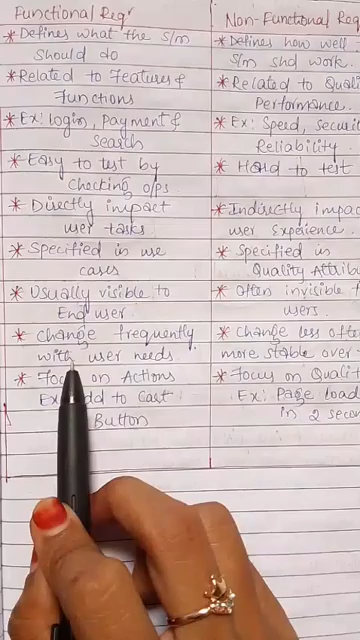 Functional Reqr
* Defines what the s/m
should do
* Related to Features &
Functions
* Ex: login, Payment &
Search
* Easy to test by
Checking o/ps.
* Directly impact
user tasks
* Specified in use
cases
* Usually visible to
End user.
* Change frequently
with user needs
* Focus on Actions
Ex: Add to Cart
Button
Non-Functional Req
* Defines how well
s/m shd work.
* Related to Quali
Performance.
* Ex: Speed, securit
Reliability.
* Hard to test
* Indirectly impac
user Experience.
* Specified in
Quality Attrib
* Often invisible t
users.
* Change less ofte
more stable over
* Focus on Qualit
Ex: Page load
in 2 secon